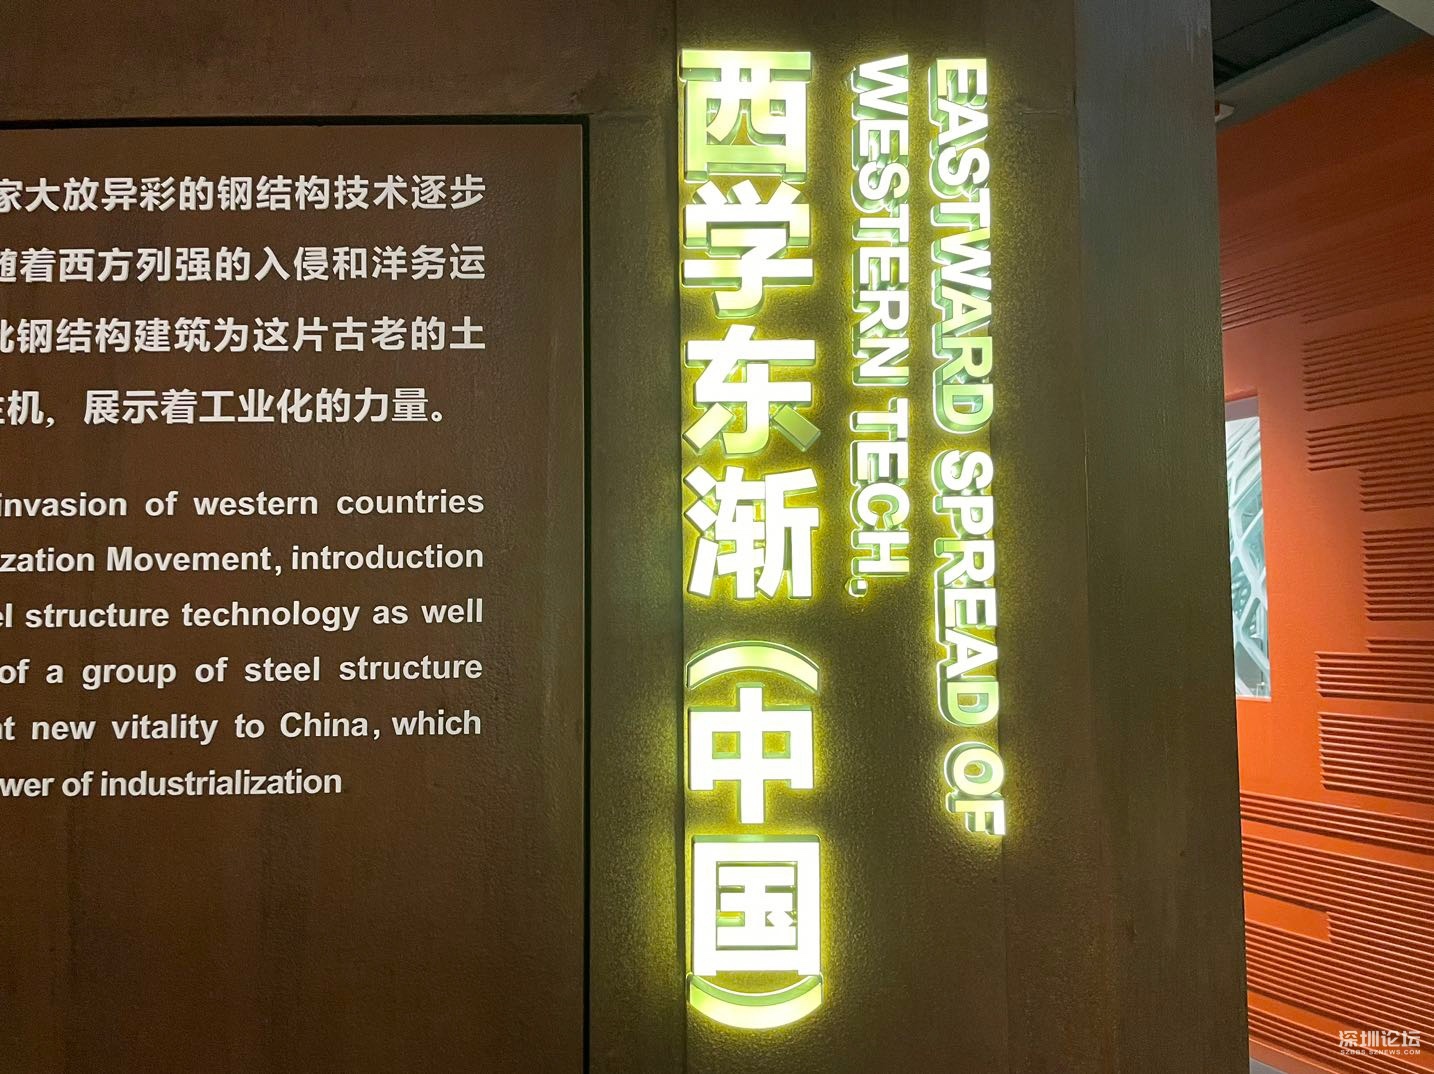 家大放异彩的钢结构技术逐步
随着西方列强的入侵和洋务运
批钢结构建筑为这片古老的土
生机，展示着工业化的力量。
invasion of western countries
zation Movement, introduction
el structure technology as well
of a group of steel structure
nt new vitality to China, which
wer of industrialization
西学东渐（中国）
EASTWARD SPREAD OF
WESTERN TECH.
深圳论坛
SZBBS.SZNEWS.COM